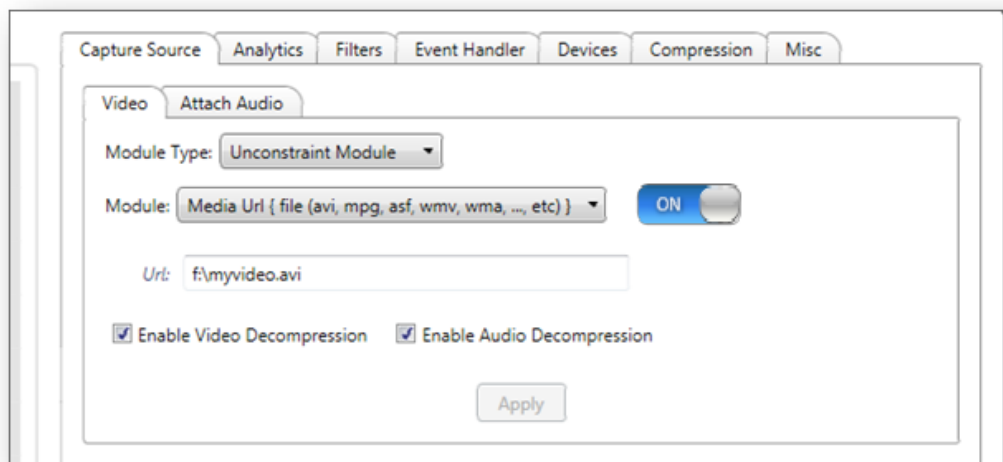 Capture Source Analytics Filters Event Handler Devices Compression Misc
Video Attach Audio
Module Type: Unconstraint Module
Module: Media Url { file (avi, mpg, asf, wmv, wma, ..., etc) } ON
Url: f:\myvideo.avi
Enable Video Decompression Enable Audio Decompression
Apply